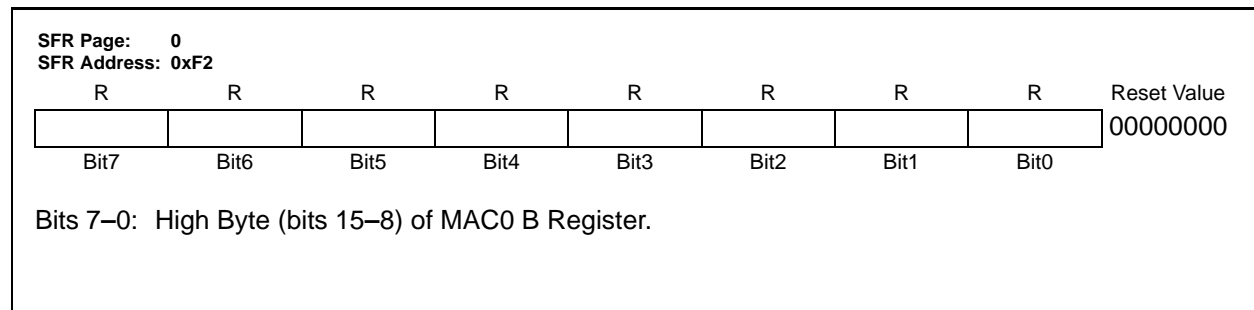 SFR Page: 0
SFR Address: 0xF2
R R R R R R R R Reset Value
00000000
Bit7 Bit6 Bit5 Bit4 Bit3 Bit2 Bit1 Bit0
Bits 7–0: High Byte (bits 15–8) of MAC0 B Register.